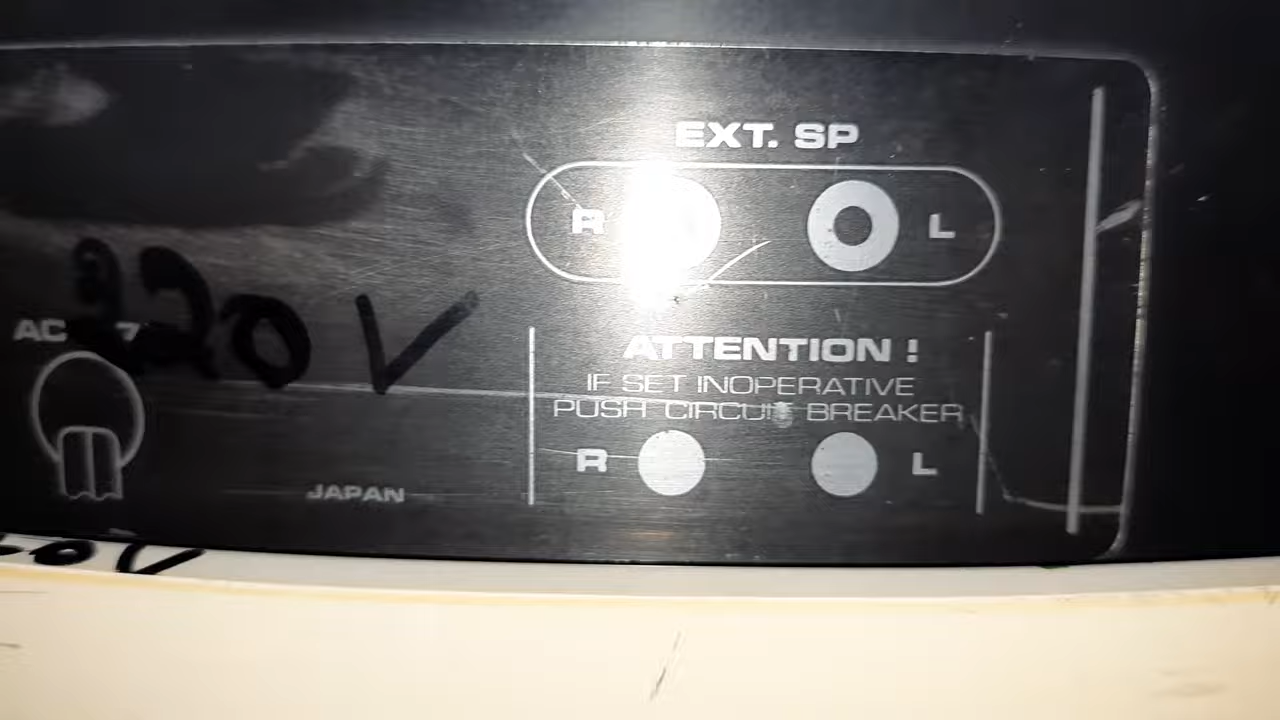 EXT. SP
R L
220V
AC
ATTENTION !
IF SET INOPERATIVE
PUSH CIRCUIT BREAKER
R L
JAPAN